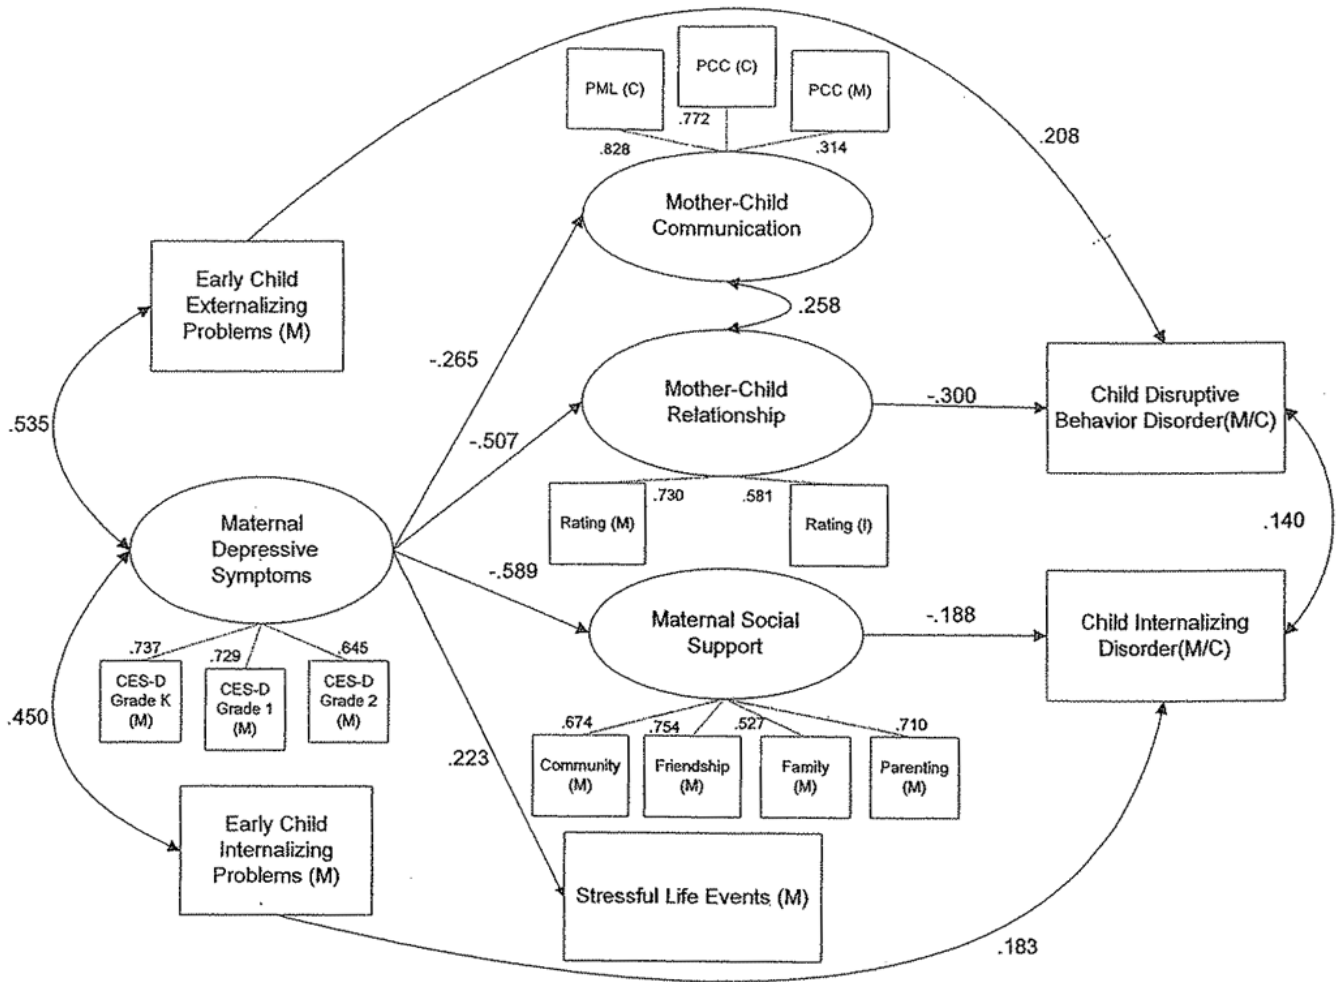 PML (C)
PCC (C)
PCC (M)
.828
.772
.314
.208
Mother-Child
Communication
Early Child
Externalizing
Problems (M)
.258
-.265
Mother-Child
Relationship
-.300
Child Disruptive
Behavior Disorder(M/C)
.535
-.507
.730
.581
Rating (M)
Rating (I)
.140
Maternal
Depressive
Symptoms
-.589
Maternal Social
Support
-.188
Child Internalizing
Disorder(M/C)
.737
.729
.645
CES-D
Grade K
(M)
CES-D
Grade 1
(M)
CES-D
Grade 2
(M)
.450
.674
.754
.527
.710
.223
Community
(M)
Friendship
(M)
Family
(M)
Parenting
(M)
Early Child
Internalizing
Problems (M)
Stressful Life Events (M)
.183